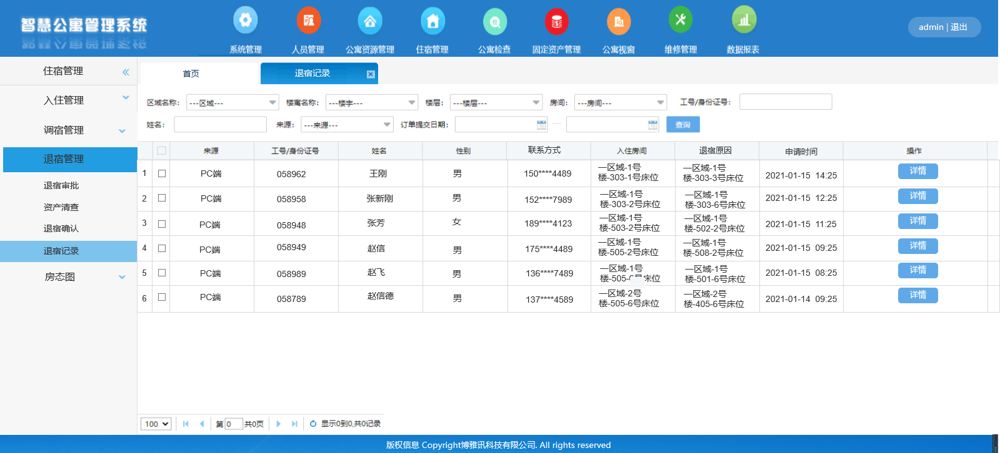 智慧公寓管理系统
系统管理 人员管理 公寓资源管理 住宿管理 公寓检查 固定资产管理 公寓视窗 维修管理 数据报表
admin | 退出
住宿管理
入住管理
调宿管理
退宿管理
退宿审批
资产清查
退宿确认
退宿记录
房态图
首页 退宿记录
区域名称: ---区域--- 楼寓名称: ---楼宇--- 楼层: ---楼层--- 房间: ---房间--- 工号/身份证号:
姓名: 来源: ---来源--- 订单提交日期: — 查询
来源 工号/身份证号 姓名 性别 联系方式 入住房间 退宿原因 申请时间 操作
1 PC端 058962 王刚 男 150****4489 一区域-1号 一区域-1号 2021-01-15 14:25 详情
楼-303-1号床位 楼-303-3号床位
2 PC端 058958 张新刚 男 152****7989 一区域-1号 一区域-1号 2021-01-15 12:25 详情
楼-303-2号床位 楼-303-6号床位
3 PC端 058948 张芳 女 189****4123 一区域-1号 一区域-1号 2021-01-15 11:25 详情
楼-503-2号床位 楼-502-2号床位
4 PC端 058949 赵信 男 175****4489 一区域-1号 一区域-1号 2021-01-15 09:25 详情
楼-505-2号床位 楼-508-2号床位
5 PC端 058989 赵飞 男 136****7489 一区域-1号 一区域-1号 2021-01-15 08:25 详情
床位 楼-501-6号床位
6 PC端 058789 赵信德 男 137****4589 一区域-2号 一区域-2号 2021-01-14 09:25 详情
楼-505-6号床位 楼-405-6号床位
100 第 0 共0页 显示0到0,共0记录
版权信息 Copyright博雅讯科技有限公司. All rights reserved